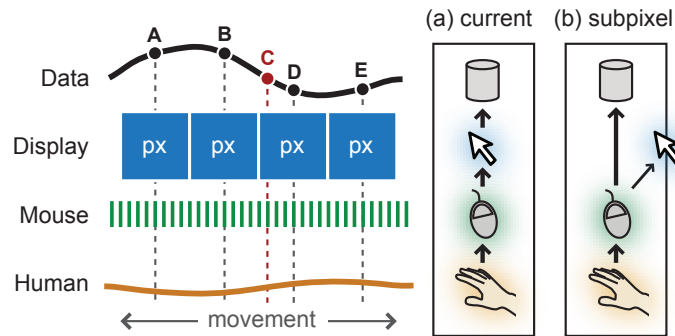 (a) current (b) subpixel
A B C D E
Data
Display px px px px
Mouse
Human
movement